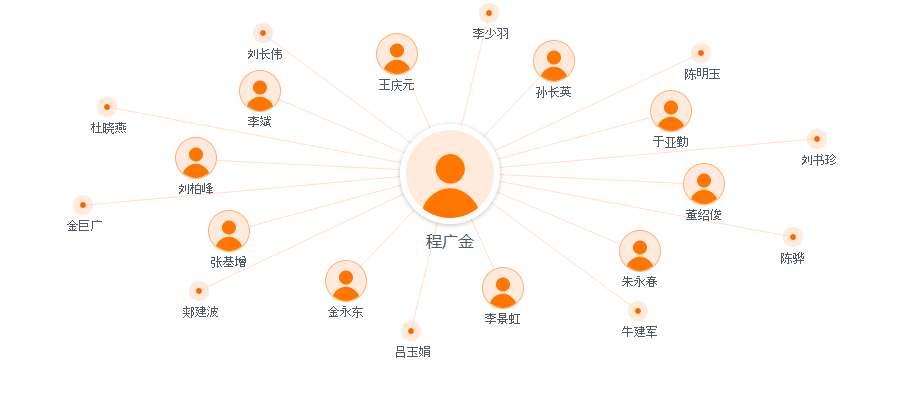 李少羽
刘长伟
陈明玉
王庆元
孙长英
李斌
杜晓燕
于亚勤
刘书珍
刘柏峰
董绍俊
金巨广
程广金
陈骅
张基增
朱永春
郏建波
金永东
李景虹
牛建军
吕玉娟